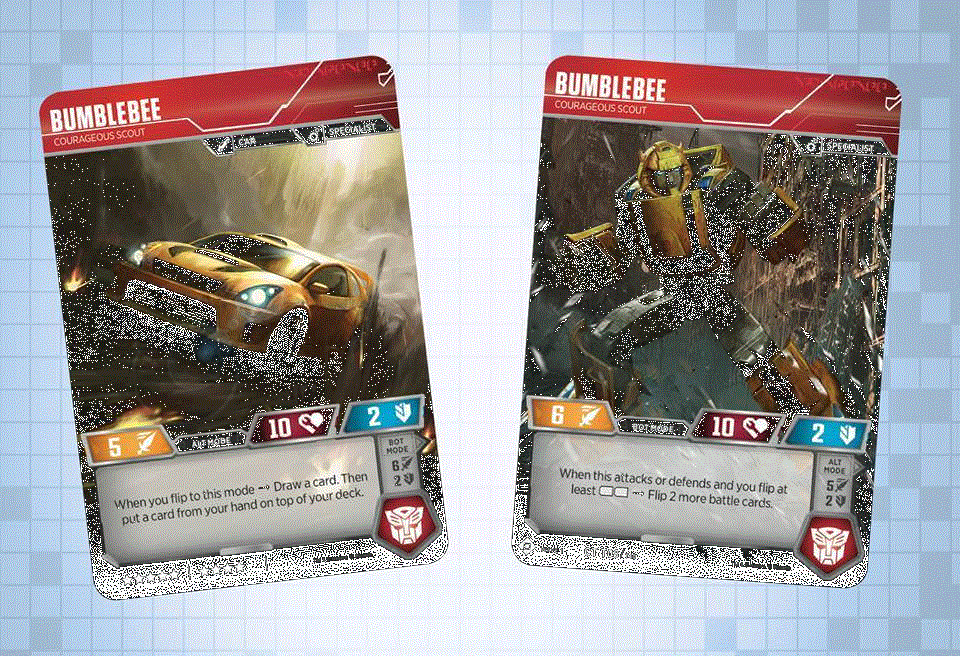 BUMBLEBEE
COURAGEOUS SCOUT
CAR
SPECIALIST
5
ALT MODE
10
2
BOT
MODE
6
2
When you flip to this mode → Draw a card. Then
put a card from your hand on top of your deck.
BUMBLEBEE
COURAGEOUS SCOUT
SPECIALIST
6
BOT MODE
10
2
ALT
MODE
5
2
When this attacks or defends and you flip at
least → Flip 2 more battle cards.